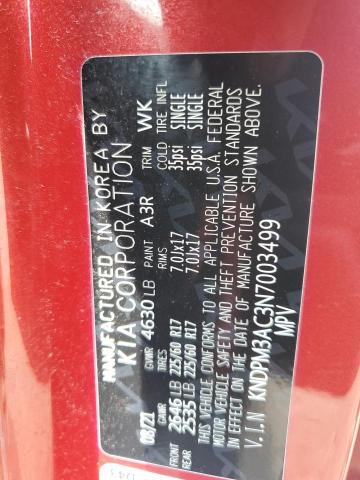 MANUFACTURED IN KOREA BY
KIA CORPORATION
08/21 GVWR 4630 LB PAINT A3R TRIM WK
TIRES RIMS COLD TIRE INFL
FRONT 2646 LB 225/60 R17 7.0JX17 35psi SINGLE
REAR 2535 LB 225/60 R17 7.0JX17 35psi SINGLE
THIS VEHICLE CONFORMS TO ALL APPLICABLE U.S.A. FEDERAL
MOTOR VEHICLE SAFETY AND THEFT PREVENTION STANDARDS
IN EFFECT ON THE DATE OF MANUFACTURE SHOWN ABOVE.
V.I.N KNDPM3AC3N7003499
MPV